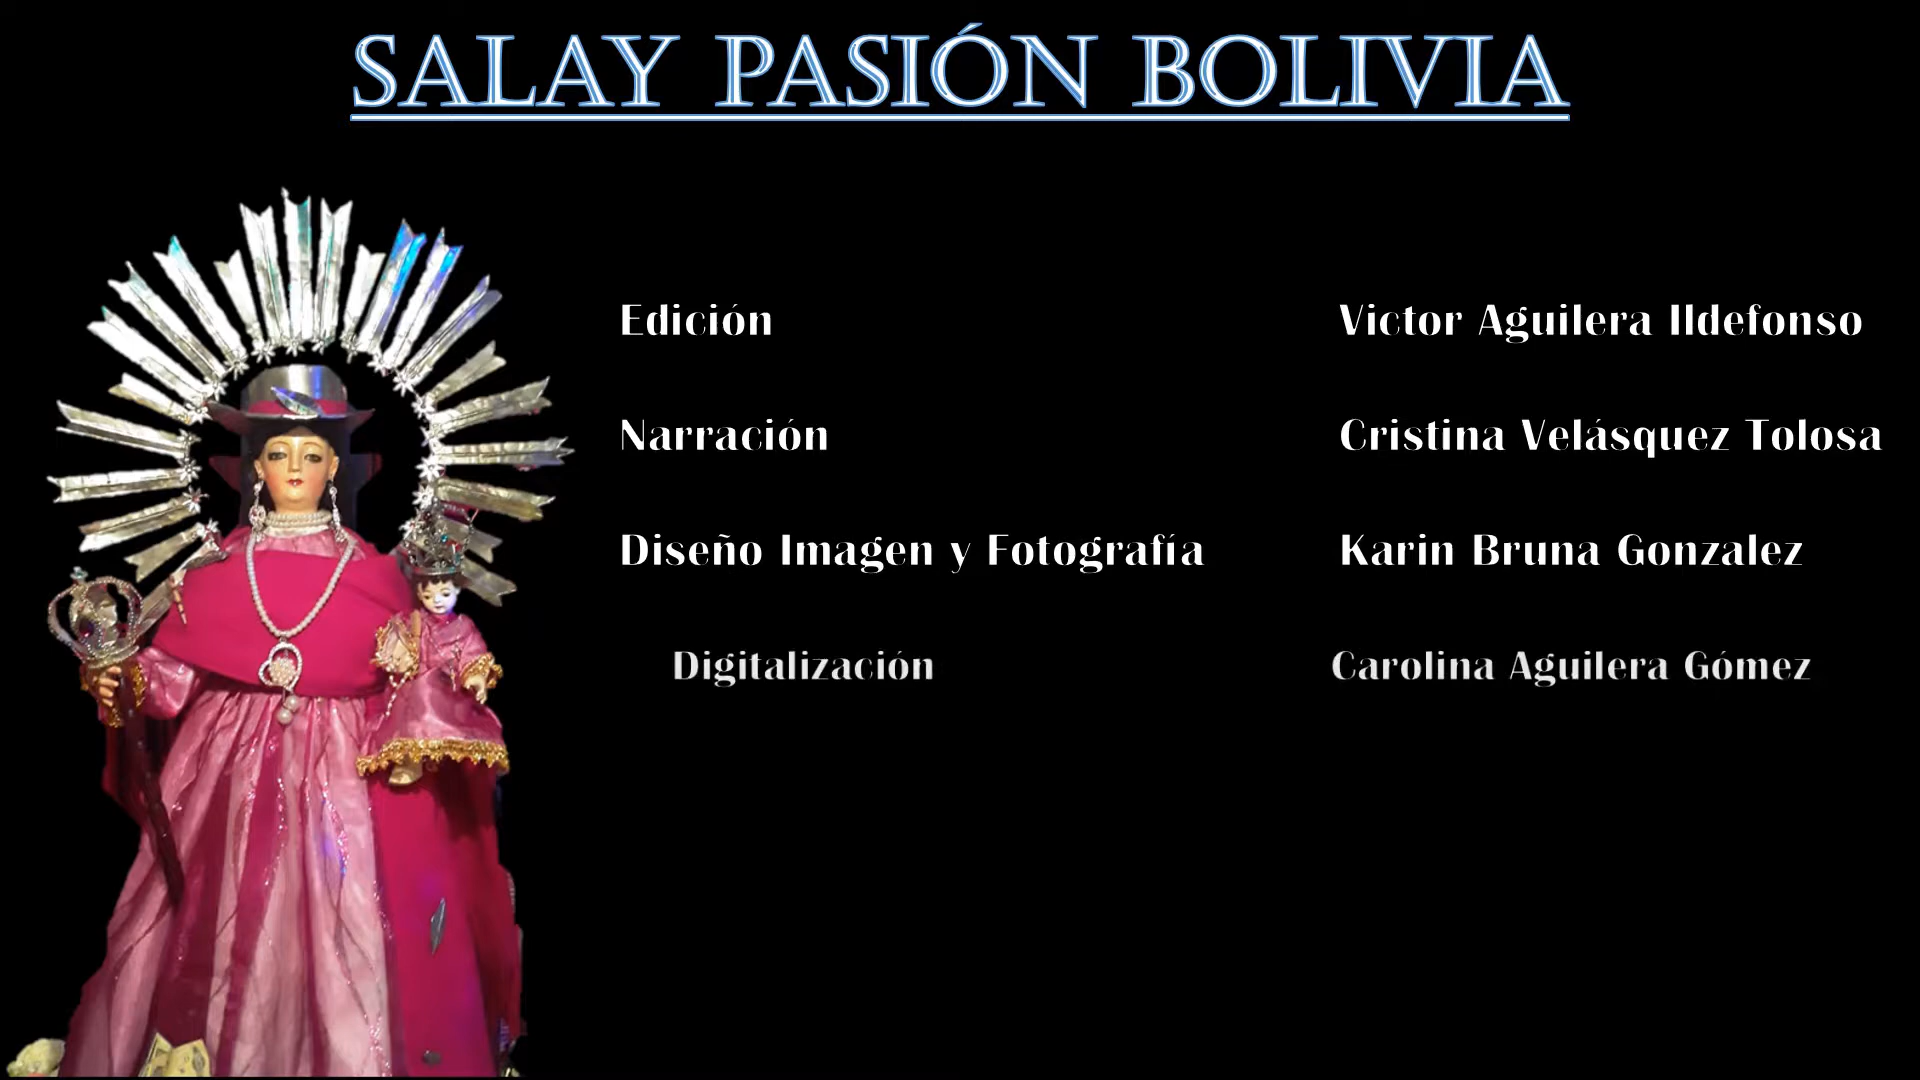 SALAY PASIÓN BOLIVIA
Edición Victor Aguilera Ildefonso
Narración Cristina Velásquez Tolosa
Diseño Imagen y Fotografía Karin Bruna Gonzalez
Digitalización Carolina Aguilera Gómez